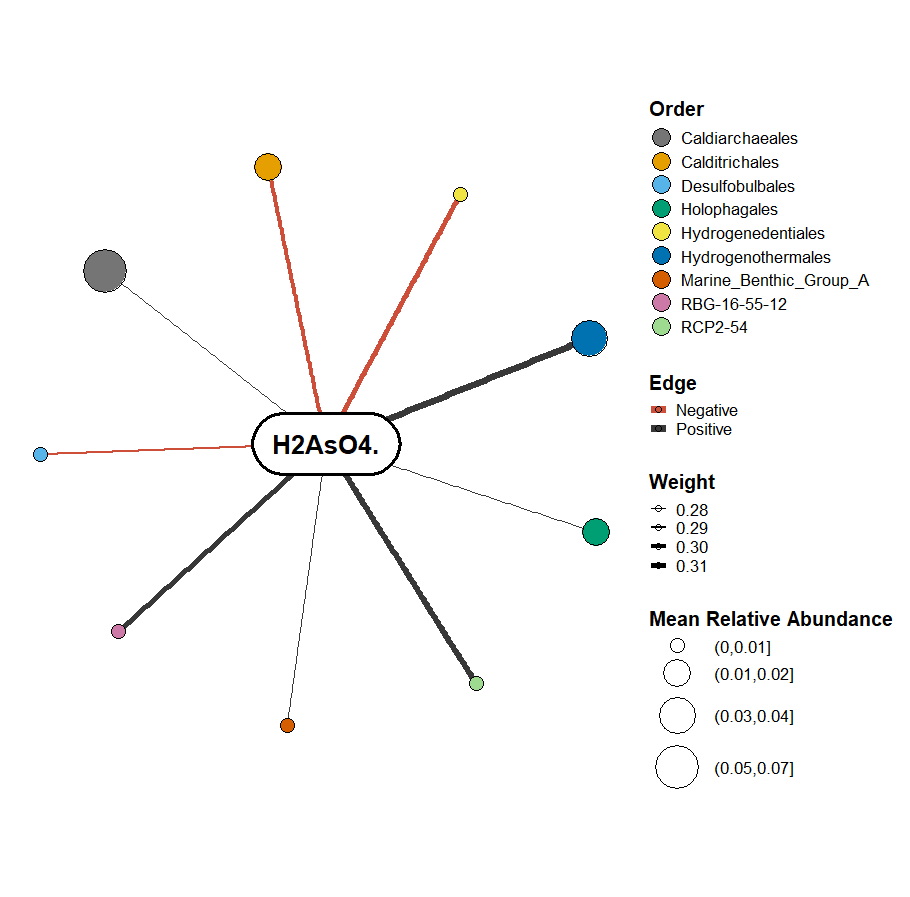 H2AsO4.
Order
Caldiarchaeales
Calditrichales
Desulfobulbales
Holophagales
Hydrogenedentiales
Hydrogenothermales
Marine_Benthic_Group_A
RBG-16-55-12
RCP2-54
Edge
Negative
Positive
Weight
0.28
0.29
0.30
0.31
Mean Relative Abundance
(0,0.01]
(0.01,0.02]
(0.03,0.04]
(0.05,0.07]